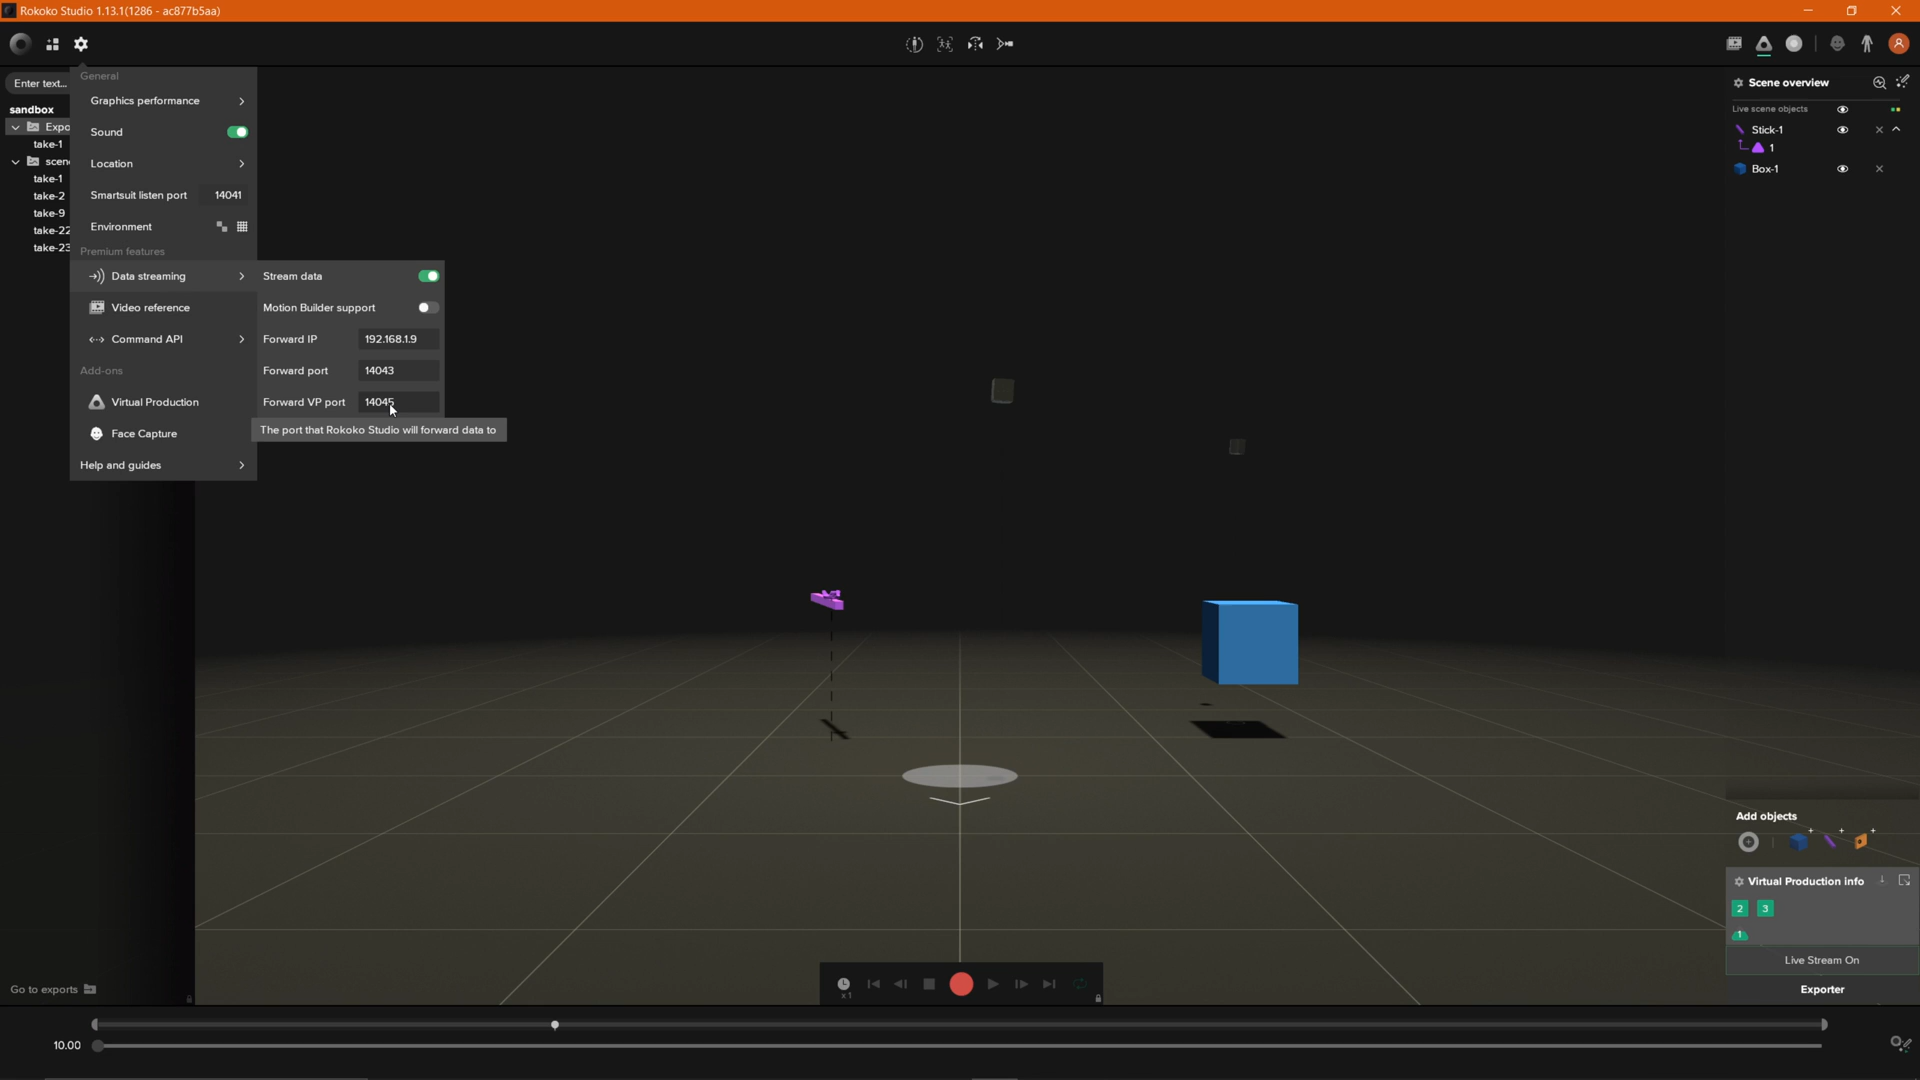 Rokoko Studio 1.13.1(1286 - ac877b5aa)
Enter text...
sandbox
Expo
take-1
scene
take-1
take-2
take-9
take-22
take-23
General
Graphics performance
Sound
Location
Smartsuit listen port 14041
Environment
Premium features
Data streaming
Video reference
Command API
Add-ons
Virtual Production
Face Capture
Help and guides
Stream data
Motion Builder support
Forward IP 192.168.1.9
Forward port 14043
Forward VP port 14045
The port that Rokoko Studio will forward data to
Scene overview
Live scene objects
Stick-1
1
Box-1
Add objects
Virtual Production info
2 3
1
Live Stream On
Exporter
Go to exports
x1
10.00